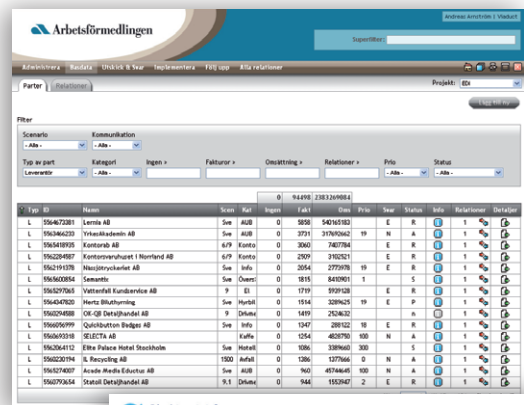 Andreas Arnström | Viaduct
Arbetsförmedlingen
Superfilter:
Administrera Basdata Utskick & Svar Implementera Följ upp Alla relationer
Parter Relationer Projekt: EDI
Lägg till ny
Filter
Scenario Kommunikation
- Alla - - Alla -
Typ av part Kategori Ingen > Fakturor > Omsättning > Relationer > Prio Status
Leverantör - Alla - - Alla - - Alla -
0 94498 2383269084
Typ ID Namn Scen Kat Ingen Fakt Oms Prio Svar Status Info Relationer Detaljer
L 5564673381 Lernia AB Sve AUB 0 5858 540165183 E R 1
L 5563466233 YrkesAkademin AB Sve AUB 0 3731 317692662 19 N A 1
L 5565418935 Kontorab AB 6/9 Konto 0 3060 7407784 E R 1
L 5562284587 Kontorsvaruhuset i Norrland AB 6/9 Konto 0 2509 3102521 E R 1
L 5562191378 Nässjötryckeriet AB Sve Info 0 2054 2773978 19 E R 1
L 5565600854 Semantix Sve Övers 0 1815 8410901 1 S 1
L 5565297065 Vattenfall Kundservice AB 9 El 0 1719 5939128 E R 1
L 5564347820 Hertz Biluthyrning Sve Hyrbil 0 1514 3289625 19 E P 1
L 5560294588 OK-QB Detaljhandel AB 9 Drivme 0 1419 2524632 n 1
L 5566056999 Quickbutton Badges AB Sve Info 0 1347 288122 18 E R 1
L 5560693318 SELECTA AB Kaffe 0 1254 4828750 100 N A 1
L 5562064112 Elite Palace Hotel Stockholm Sve Hotell 0 1086 3389660 300 1
L 5560230194 IL Recycling AB 1500 Avfall 0 1386 1377666 0 N A 1
L 5565274007 Acade Media Eductus AB Sve AUB 0 960 45744645 100 N A 1
L 5560793654 Statoil Detaljhandel AB 9.1 Drivme 0 944 1553947 2 E R 1